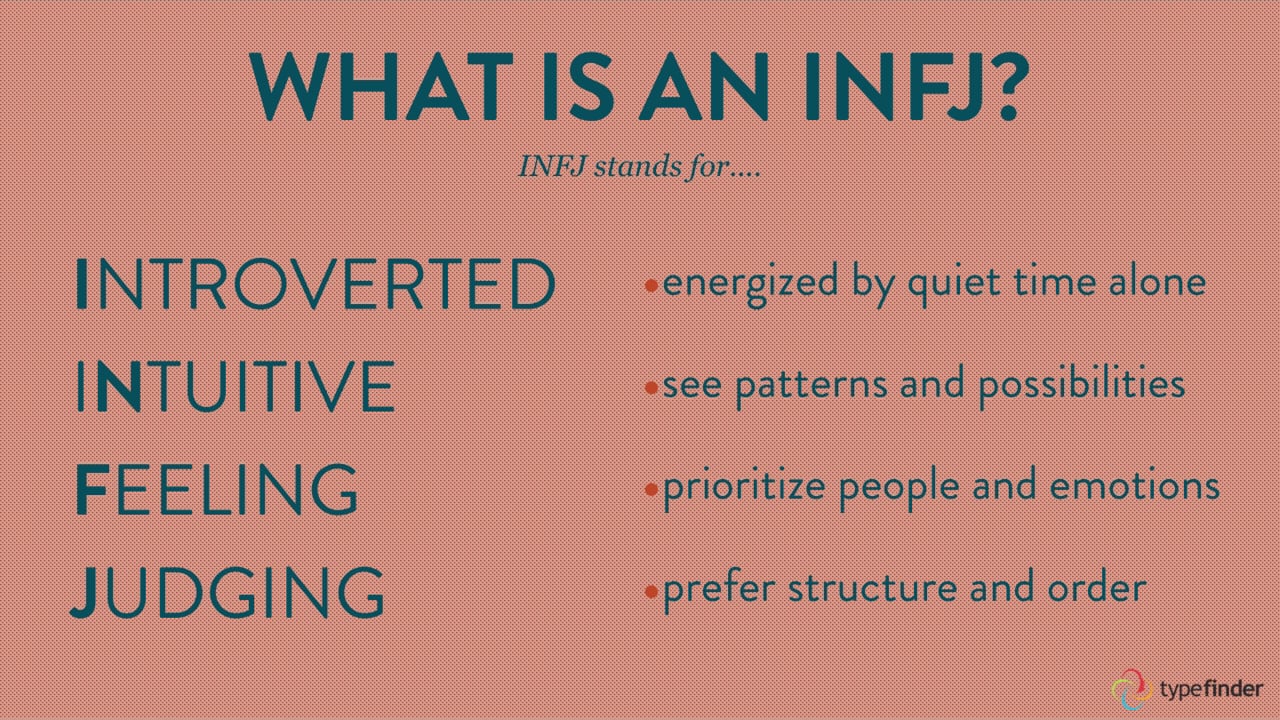 WHAT IS AN INFJ?
INFJ stands for....
INTROVERTED
•energized by quiet time alone
INTUITIVE
•see patterns and possibilities
FEELING
•prioritize people and emotions
JUDGING
•prefer structure and order
typefinder